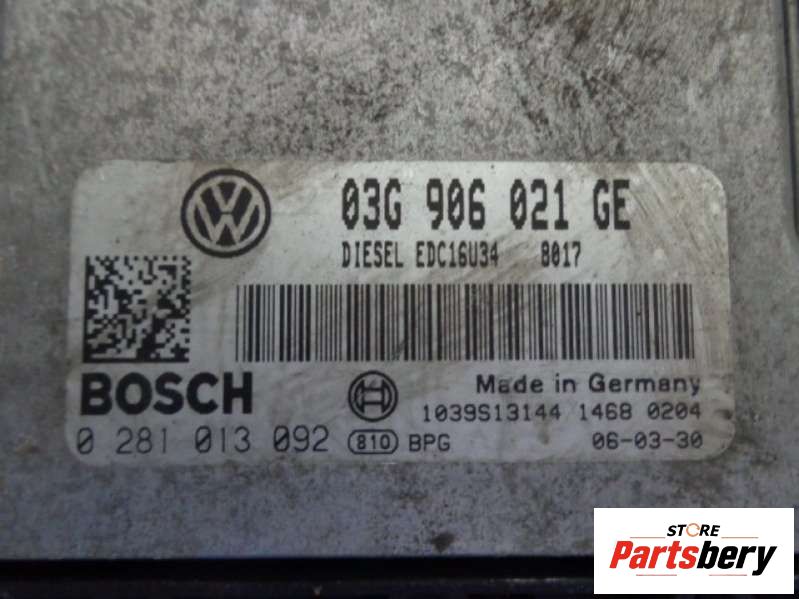 VW
03G 906 021 GE
DIESEL EDC16U34 8017
BOSCH
Made in Germany
1039S13144 1468 0204
0 281 013 092 810 BPG 06-03-30
STORE
Partsbery